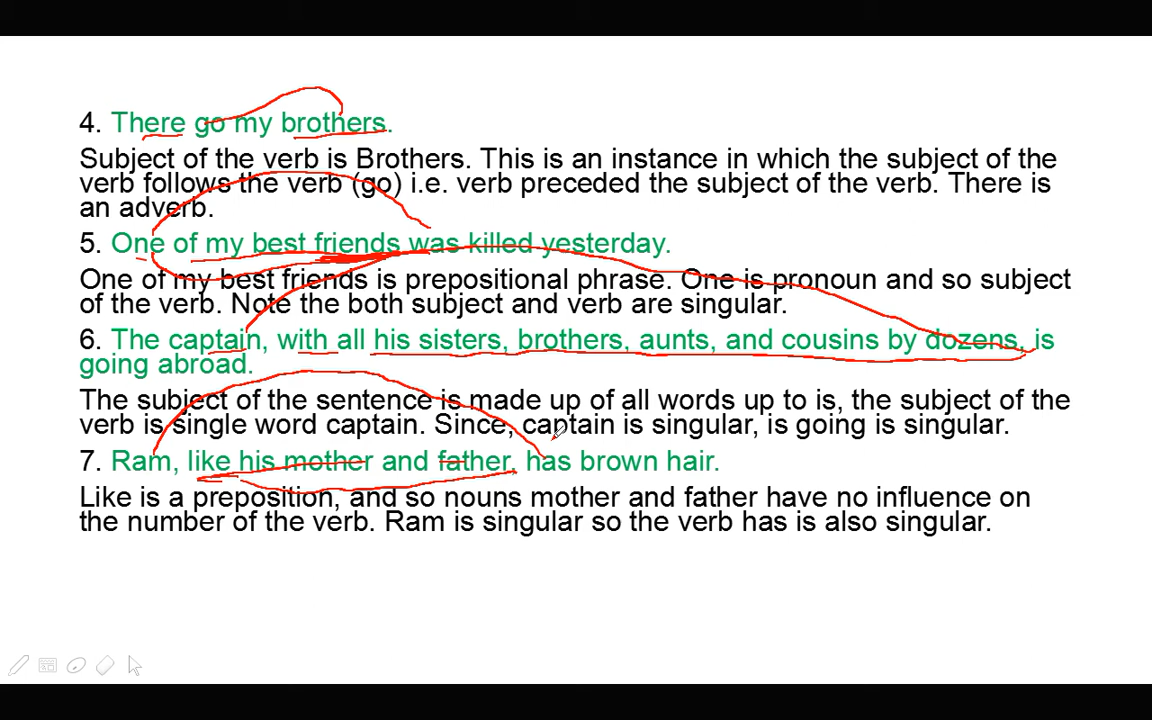 4. There go my brothers.
Subject of the verb is Brothers. This is an instance in which the subject of the
verb follows the verb (go) i.e. verb preceded the subject of the verb. There is
an adverb.
5. One of my best friends was killed yesterday.
One of my best friends is prepositional phrase. One is pronoun and so subject
of the verb. Note the both subject and verb are singular.
6. The captain, with all his sisters, brothers, aunts, and cousins by dozens, is
going abroad.
The subject of the sentence is made up of all words up to is, the subject of the
verb is single word captain. Since, captain is singular, is going is singular.
7. Ram, like his mother and father, has brown hair.
Like is a preposition, and so nouns mother and father have no influence on
the number of the verb. Ram is singular so the verb has is also singular.